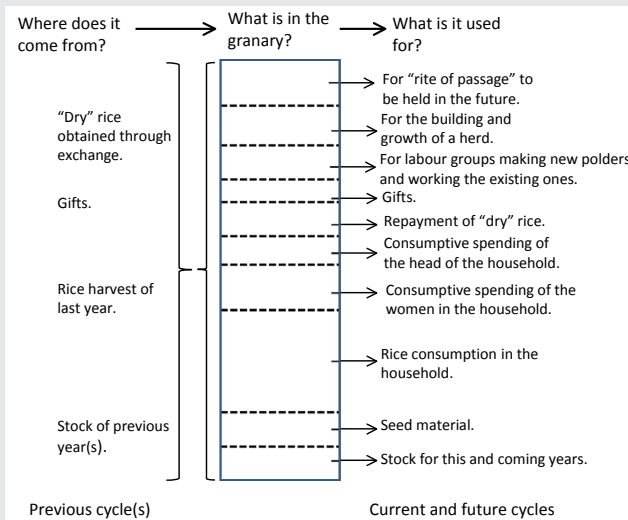 Where does it
come from?
What is in the
granary?
What is it used
for?
"Dry" rice
obtained through
exchange.
Gifts.
Rice harvest of
last year.
Stock of previous
year(s).
For "rite of passage" to
be held in the future.
For the building and
growth of a herd.
For labour groups making new polders
and working the existing ones.
Gifts.
Repayment of "dry" rice.
Consumptive spending of
the head of the household.
Consumptive spending of the
women in the household.
Rice consumption in the
household.
Seed material.
Stock for this and coming years.
Previous cycle(s)
Current and future cycles